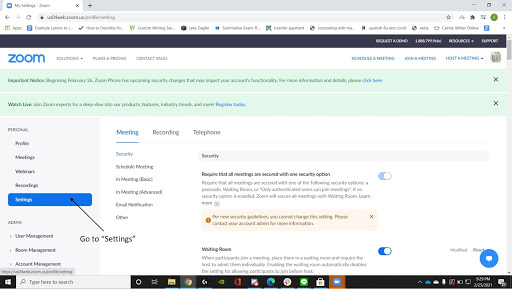 My Settings - Zoom
us04web.zoom.us/profile/setting
Apps
Example Letter to I...
How to Describe Yo...
Custom Writing Ser...
Jake Daghe
Summative Exam: E...
transfer payment
counseling with ma...
spanish fla and covid
radar
Calmly Writer Online
REQUEST A DEMO 1.888.799.9666 RESOURCES SUPPORT
zoom SOLUTIONS PLANS & PRICING CONTACT SALES SCHEDULE A MEETING JOIN A MEETING HOST A MEETING
Important Notice: Beginning February 26, Zoom Phone has upcoming security changes that may impact your account's functionality. For more information and details, please click here.
Watch Live: Join Zoom experts for a deep-dive into our products, features, industry trends, and more! Register today.
PERSONAL
Profile
Meetings
Webinars
Recordings
Settings
ADMIN
User Management
Room Management
Account Management
Go to "Settings"
https://us04web.zoom.us/profile/setting
Meeting Recording Telephone
Security
Schedule Meeting
In Meeting (Basic)
In Meeting (Advanced)
Email Notification
Other
Security
Require that all meetings are secured with one security option
Require that all meetings are secured with one of the following security options: a
passcode, Waiting Room, or "Only authenticated users can join meetings". If no
security option is enabled, Zoom will secure all meetings with Waiting Room. Learn
more
Per new security guidelines, you cannot change this setting. Please
contact your account admin for more information.
Waiting Room Modified Reset
When participants join a meeting, place them in a waiting room and require the
host to admit them individually. Enabling the waiting room automatically disables
the setting for allowing participants to join before host.
Type here to search
9:29 PM
2/25/2021